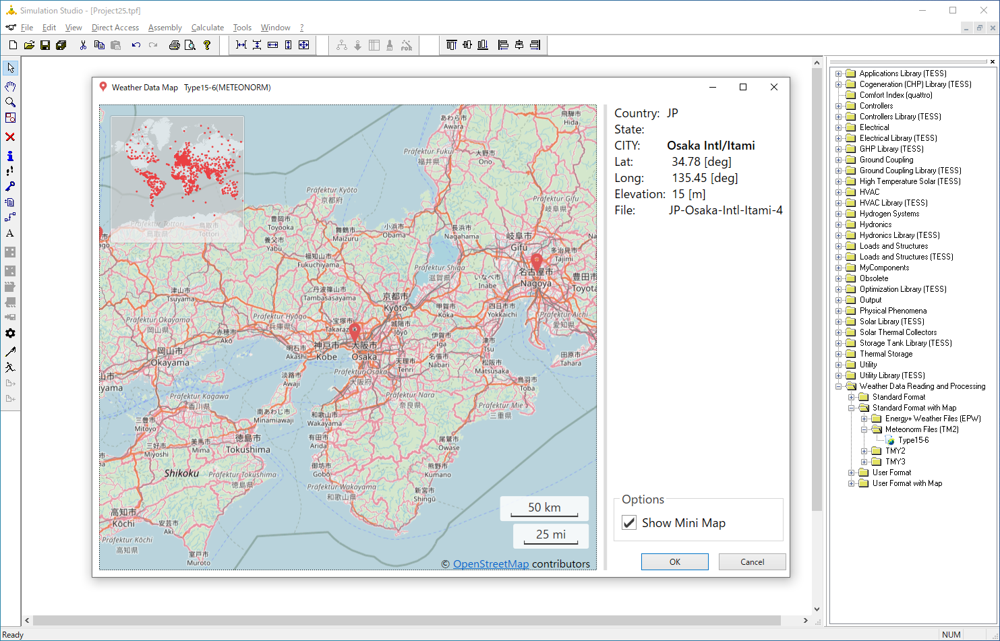 Simulation Studio - [Project25.tpf]
File Edit View Direct Access Assembly Calculate Tools Window ?
FOR
Weather Data Map Type15-6(METEONORM)
あわら市
Awara
飛騨市
Hida
Präfektur Fukui
福井県
大野市
Ono
Präfektur Kyōto
京都府
Präfektur Gifu
岐阜県
Präfektur Tottori
鳥取県
鳥取市
Tottori
豊岡市
Toyooka
舞鶴市
Maizuru
小浜市
Obama
長浜市
Nagahama
岐阜市
Gifu
多治見市
Tajimi
養父市
Yabu
福知山市
Fukuchiyama
Präfektur Shiga
滋賀県
いなべ市
Inabe
名古屋市
Nagoya
豊田市
Toyota
津山市
Tsuyama
丹波篠山市
Tambasasayama
京都市
Kyōto
甲賀市
Kōka
四日市市
Yokkaichi
Präfektur Aichi
愛知県
Präfektur Okayama
岡山県
Präfektur Hyōgo
兵庫県
宝塚市
Takaraz
城陽市
Jōyō
赤穂市
Akō
伊賀市
Iga
津市
Tsu
岡山市
Okayama
明石市
Akashi
神戸市
Kobe
大阪市
Osaka
天理市
Tenri
名張市
Nabari
松阪市
Matsusaka
田原市
Tahara
山市
yama
淡路市
Awaji
Präfektur Osaka
大阪府
鳥羽市
Toba
Präfektur Kagawa
香川県
南あわじ市
Minamiawaji
Präfektur Nara
奈良県
Präfektur Mie
三重県
三豊市
Mitoyo
和歌山市
Wakayama
三好市
Miyoshi
美馬市
Mima
徳島市
Tokushima
有田市
Arida
尾鷲市
Owase
Shikoku
Präfektur Tokushima
徳島県
御坊市
Gobō
熊野市
Kumano
Präfektur Wakayama
和歌山県
新宮市
Shingū
高知市
Kōchi
安芸市
Aki
Präfektur Kōchi
高知県
室戸市
Muroto
50 km
25 mi
© OpenStreetMap contributors
Country: JP
State:
CITY: Osaka Intl/Itami
Lat: 34.78 [deg]
Long: 135.45 [deg]
Elevation: 15 [m]
File: JP-Osaka-Intl-Itami-4
Options
Show Mini Map
OK Cancel
Applications Library (TESS)
Cogeneration (CHP) Library (TESS)
Comfort Index (quattro)
Controllers
Controllers Library (TESS)
Electrical
Electrical Library (TESS)
GHP Library (TESS)
Ground Coupling
Ground Coupling Library (TESS)
High Temperature Solar (TESS)
HVAC
HVAC Library (TESS)
Hydrogen Systems
Hydronics
Hydronics Library (TESS)
Loads and Structures
Loads and Structures (TESS)
MyComponents
Obsolete
Optimization Library (TESS)
Output
Physical Phenomena
Solar Library (TESS)
Solar Thermal Collectors
Storage Tank Library (TESS)
Thermal Storage
Utility
Utility Library (TESS)
Weather Data Reading and Processing
Standard Format
Standard Format with Map
Energy+ Weather Files (EPW)
Meteonorm Files (TM2)
Type15-6
TMY2
TMY3
User Format
User Format with Map
Ready
NUM